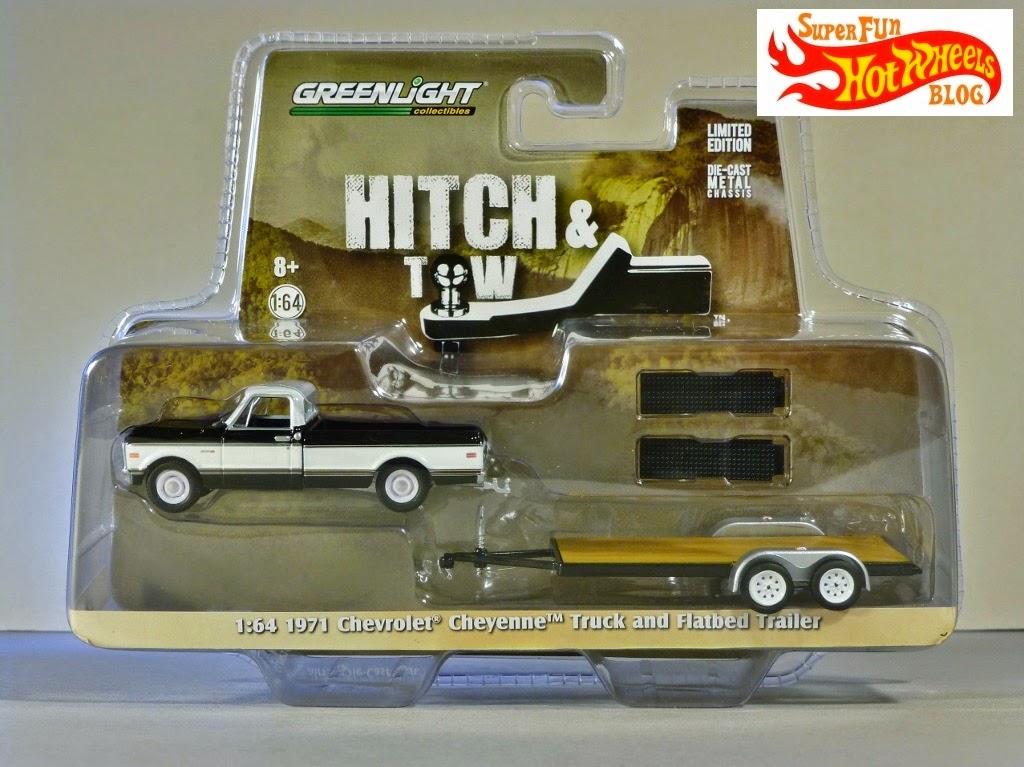 SUPER FUN
HOT WHEELS
BLOG
GREENLIGHT
collectibles
LIMITED
EDITION
DIE-CAST
METAL
CHASSIS
HITCH &
TOW
8+
1:64
1:64 1971 Chevrolet® Cheyenne™ Truck and Flatbed Trailer